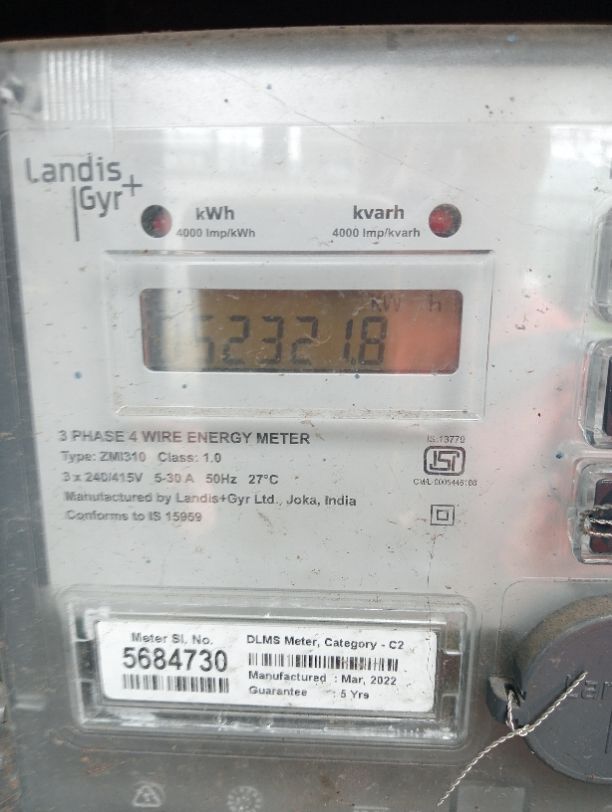 Landis
Gyr+
kWh
4000 Imp/kWh
kvarh
4000 Imp/kvarh
kW h
52321.8
3 PHASE 4 WIRE ENERGY METER
Type: ZMI310 Class: 1.0
3 x 240/415V 5-30 A 50Hz 27°C
Manufactured by Landis+Gyr Ltd., Joka, India
Conforms to IS 15959
IS:13779
ISI
Meter Sl. No.
5684730
DLMS Meter, Category - C2
Manufactured : Mar, 2022
Guarantee : 5 Yrs